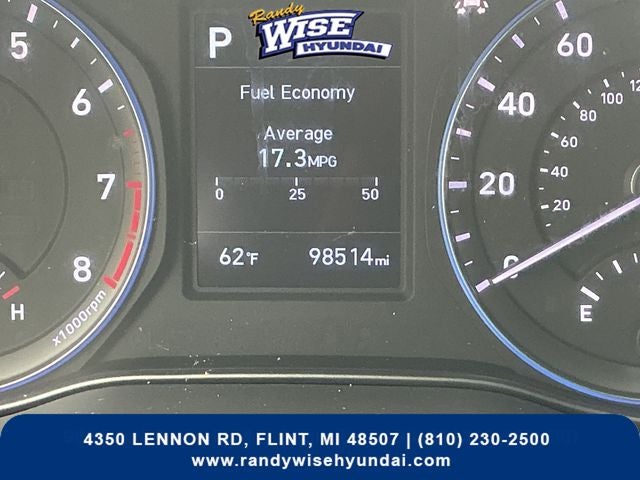 Randy
WISE
HYUNDAI
P
Fuel Economy
Average
17.3MPG
0 25 50
62°F 98514mi
5
6
7
8
x1000rpm
H
60
40
20
0
100
80
60
40
20
E
4350 LENNON RD, FLINT, MI 48507 | (810) 230-2500
www.randywisehyundai.com